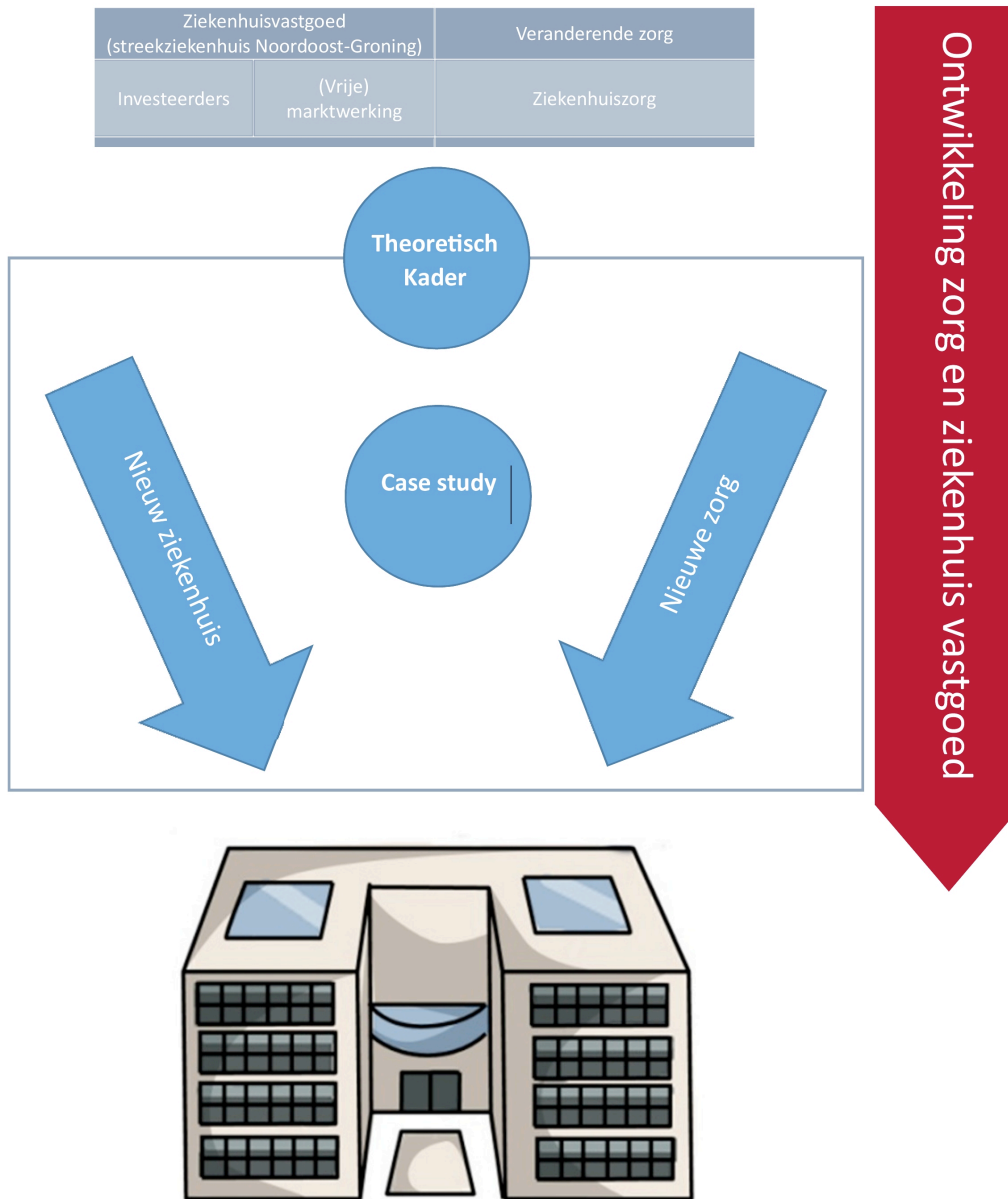 Ziekenhuisvastgoed
(streekziekenhuis Noordoost-Groning)
Veranderende zorg
Investeerders
(Vrije)
marktwerking
Ziekenhuiszorg
Theoretisch
Kader
Case study
Nieuw ziekenhuis
Nieuwe zorg
Ontwikkeling zorg en ziekenhuis vastgoed